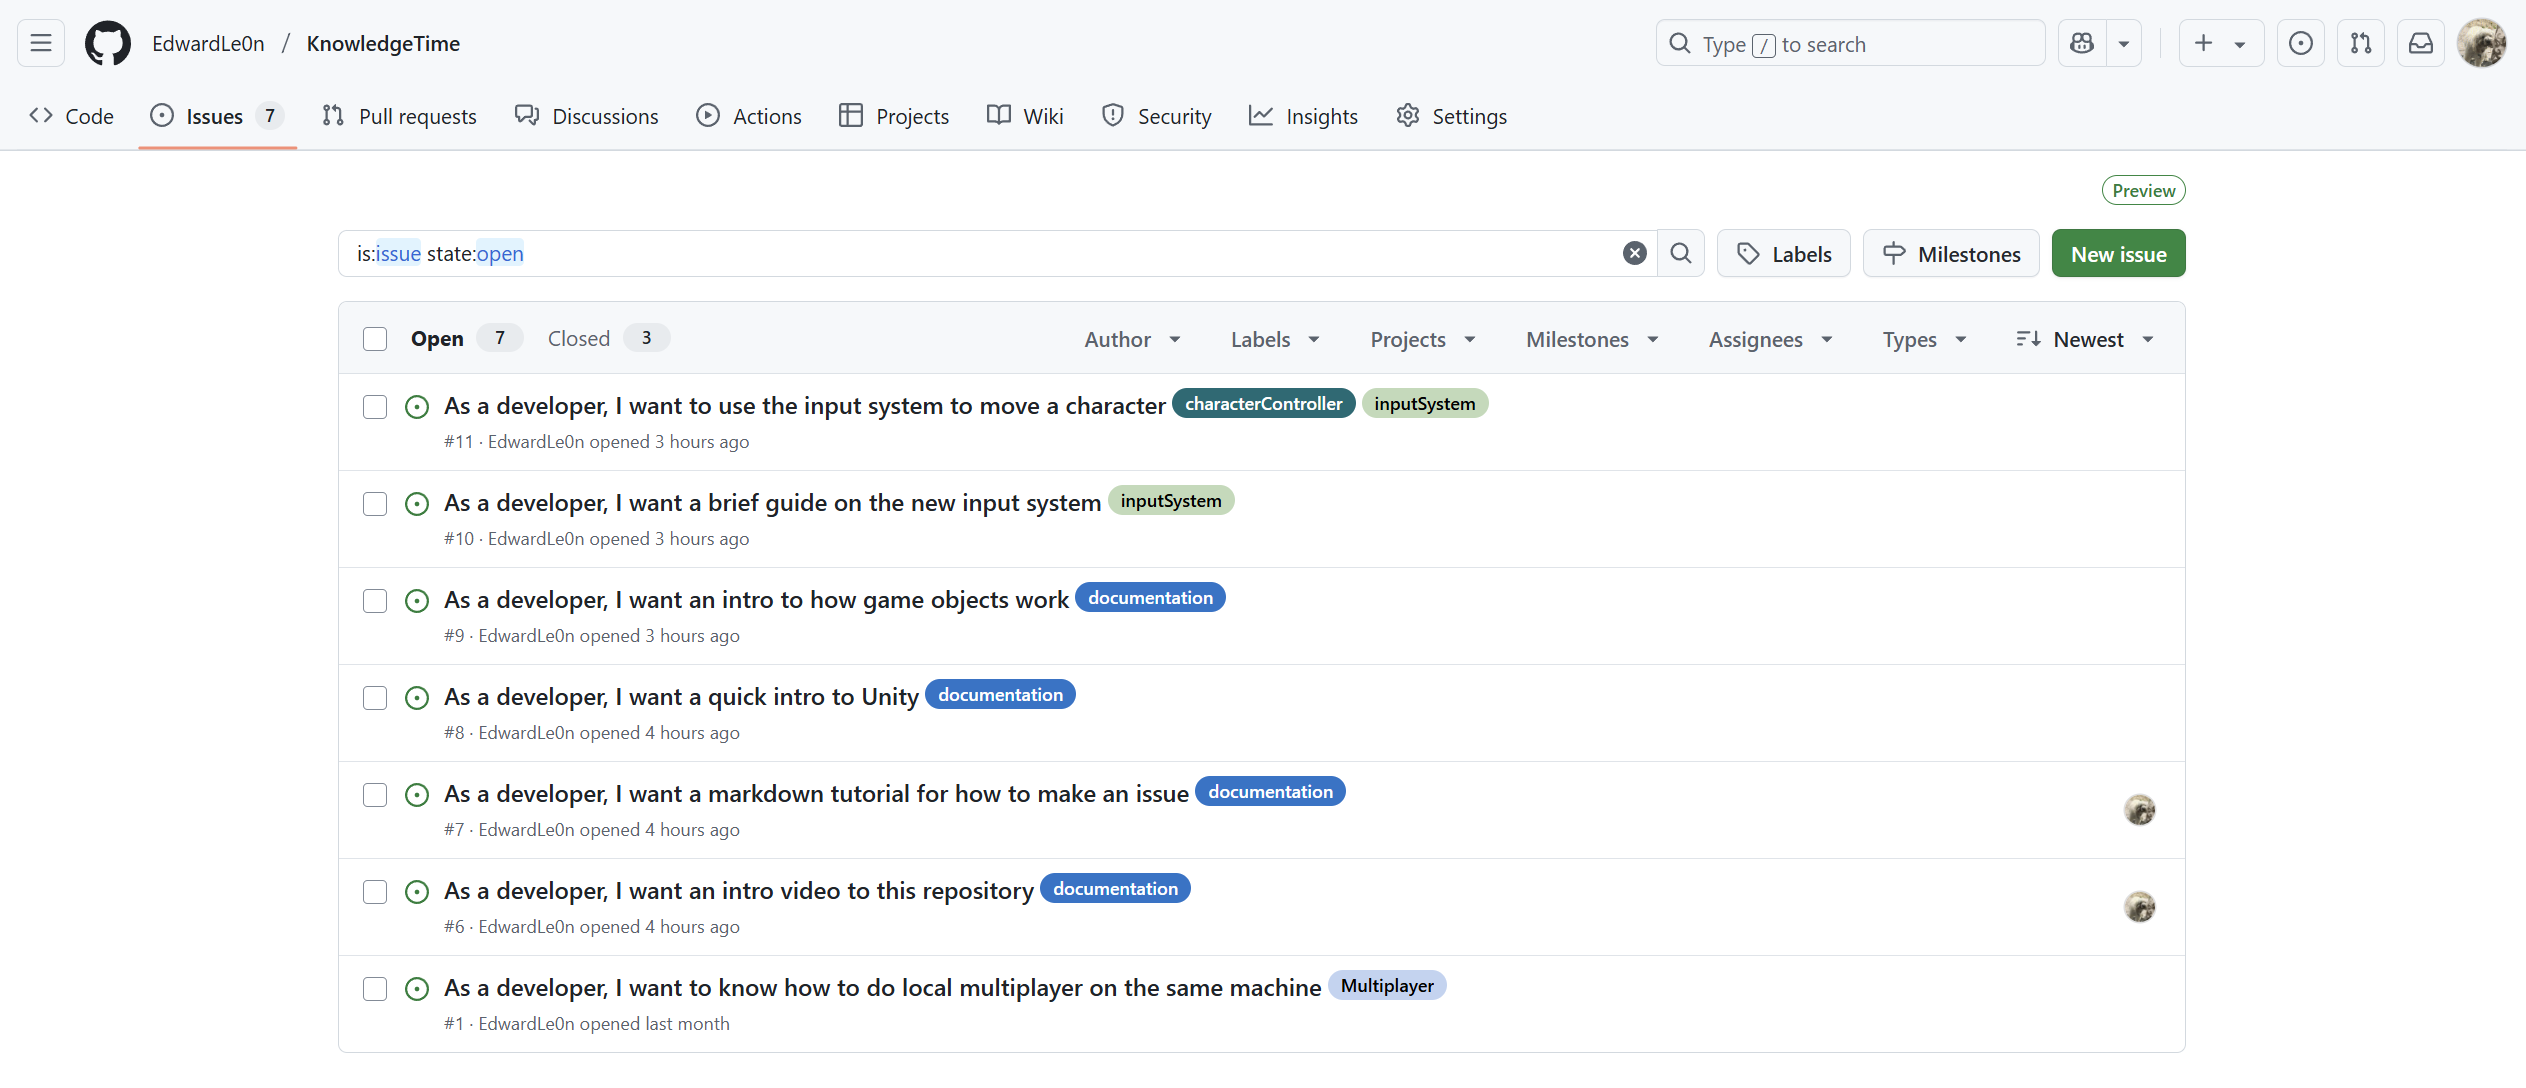 EdwardLe0n / KnowledgeTime
Type / to search
Code
Issues 7
Pull requests
Discussions
Actions
Projects
Wiki
Security
Insights
Settings
Preview
is:issue state:open
Labels
Milestones
New issue
Open 7
Closed 3
Author
Labels
Projects
Milestones
Assignees
Types
Newest
As a developer, I want to use the input system to move a character characterController inputSystem
#11 · EdwardLe0n opened 3 hours ago
As a developer, I want a brief guide on the new input system inputSystem
#10 · EdwardLe0n opened 3 hours ago
As a developer, I want an intro to how game objects work documentation
#9 · EdwardLe0n opened 3 hours ago
As a developer, I want a quick intro to Unity documentation
#8 · EdwardLe0n opened 4 hours ago
As a developer, I want a markdown tutorial for how to make an issue documentation
#7 · EdwardLe0n opened 4 hours ago
As a developer, I want an intro video to this repository documentation
#6 · EdwardLe0n opened 4 hours ago
As a developer, I want to know how to do local multiplayer on the same machine Multiplayer
#1 · EdwardLe0n opened last month